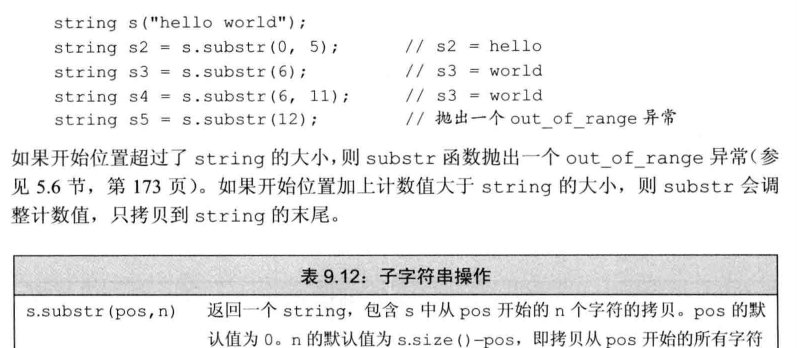 string s("hello world");
string s2 = s.substr(0, 5); // s2 = hello
string s3 = s.substr(6); // s3 = world
string s4 = s.substr(6, 11); // s3 = world
string s5 = s.substr(12); // 抛出一个 out_of_range 异常
如果开始位置超过了 string 的大小,则 substr 函数抛出一个 out_of_range 异常(参
见 5.6 节,第 173 页)。如果开始位置加上计数值大于 string 的大小,则 substr 会调
整计数值,只拷贝到 string 的末尾。
表 9.12:子字符串操作
s.substr(pos,n) 返回一个 string,包含 s 中从 pos 开始的 n 个字符的拷贝。pos 的默
认值为 0。n 的默认值为 s.size()-pos,即拷贝从 pos 开始的所有字符